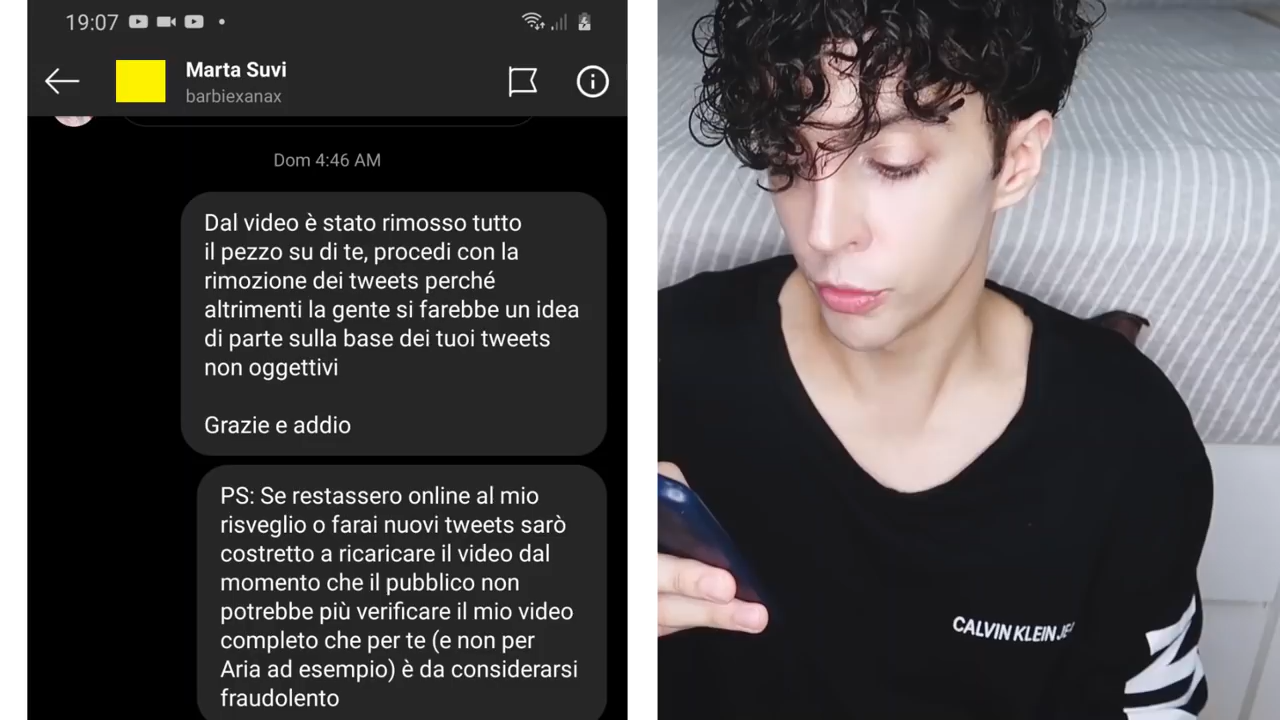 19:07
Marta Suvi
barbiexanax
Dom 4:46 AM
Dal video è stato rimosso tutto
il pezzo su di te, procedi con la
rimozione dei tweets perché
altrimenti la gente si farebbe un idea
di parte sulla base dei tuoi tweets
non oggettivi
Grazie e addio
PS: Se restassero online al mio
risveglio o farai nuovi tweets sarò
costretto a ricaricare il video dal
momento che il pubblico non
potrebbe più verificare il mio video
completo che per te (e non per
Aria ad esempio) è da considerarsi
fraudolento
CALVIN KLEIN